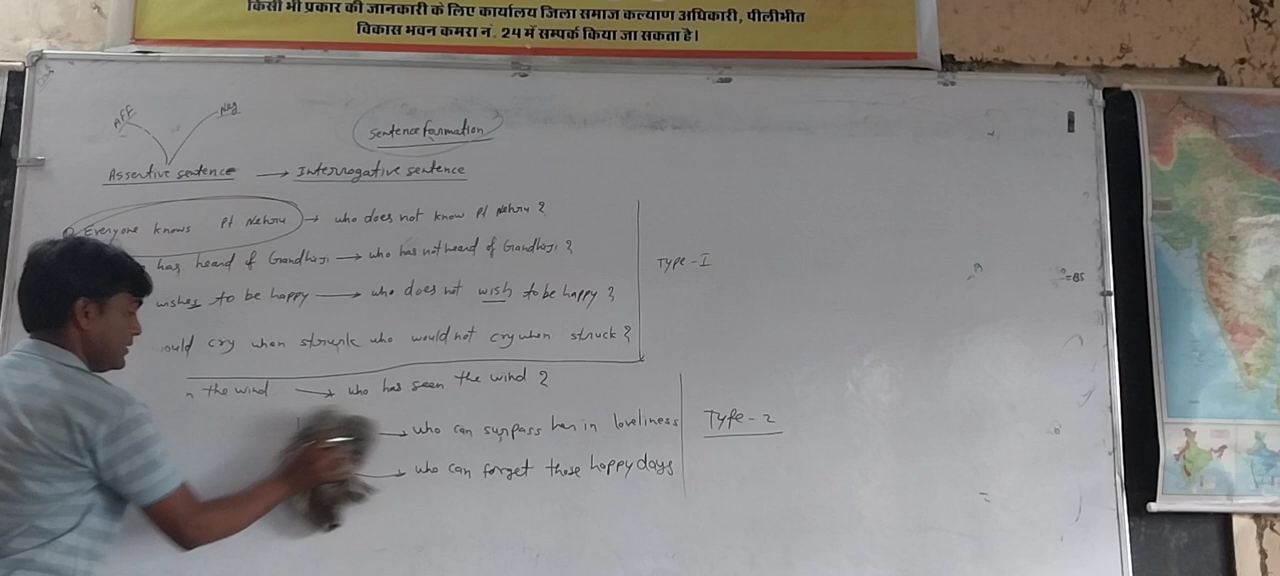 किसी भी प्रकार की जानकारी के लिए कार्यालय जिला समाज कल्याण अधिकारी, पीलीभीत
विकास भवन कमरा नं. 24 में सम्पर्क किया जा सकता है।
AFF Neg
Sentence Formation
Assertive sentence → Interrogative sentence
Everyone knows Pt Nehru → who does not know Pt Nehru?
has heard of Gandhiji → who has not heard of Gandhiji?
wishes to be happy → who does not wish to be happy?
Type-I
ould cry when struck who would not cry when struck?
n the wind → who has seen the wind?
→ who can surpass her in loveliness
Type-2
→ who can forget those happy days